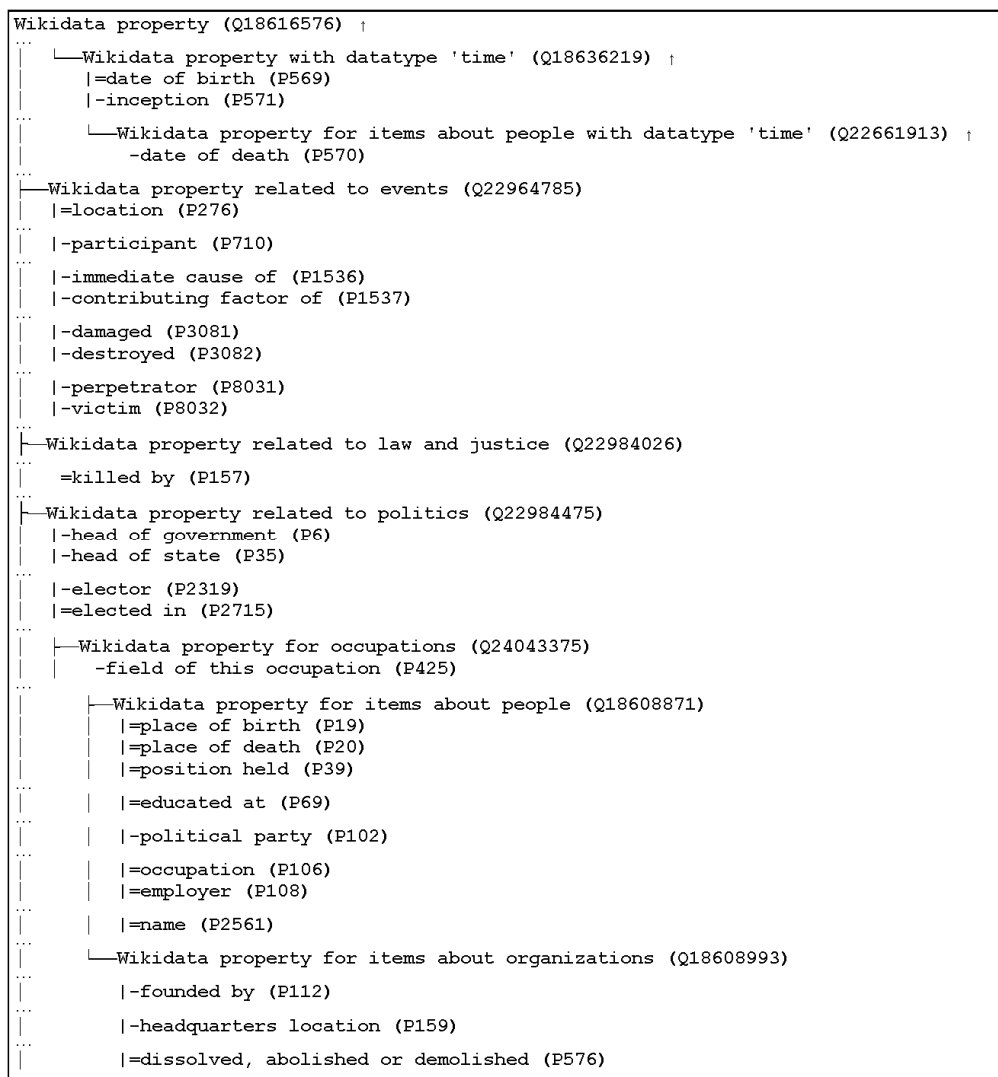 Wikidata property (Q18616576) ↑
...
│  └──Wikidata property with datatype 'time' (Q18636219) ↑
│     |=date of birth (P569)
│     |-inception (P571)
...
│     └──Wikidata property for items about people with datatype 'time' (Q22661913) ↑
│         -date of death (P570)
...
├──Wikidata property related to events (Q22964785)
│  |=location (P276)
...
│  |-participant (P710)
...
│  |-immediate cause of (P1536)
│  |-contributing factor of (P1537)
...
│  |-damaged (P3081)
│  |-destroyed (P3082)
...
│  |-perpetrator (P8031)
│  |-victim (P8032)
...
├──Wikidata property related to law and justice (Q22984026)
...
│   =killed by (P157)
...
├──Wikidata property related to politics (Q22984475)
│  |-head of government (P6)
│  |-head of state (P35)
...
│  |-elector (P2319)
│  |=elected in (P2715)
...
│  ├──Wikidata property for occupations (Q24043375)
│  │   -field of this occupation (P425)
...
│     ├──Wikidata property for items about people (Q18608871)
│     │  |=place of birth (P19)
│     │  |=place of death (P20)
│     │  |=position held (P39)
...
│     │  |=educated at (P69)
...
│     │  |-political party (P102)
...
│     │  |=occupation (P106)
│     │  |=employer (P108)
...
│     │  |=name (P2561)
...
│     └──Wikidata property for items about organizations (Q18608993)
...
│        |-founded by (P112)
...
│        |-headquarters location (P159)
...
│        |=dissolved, abolished or demolished (P576)